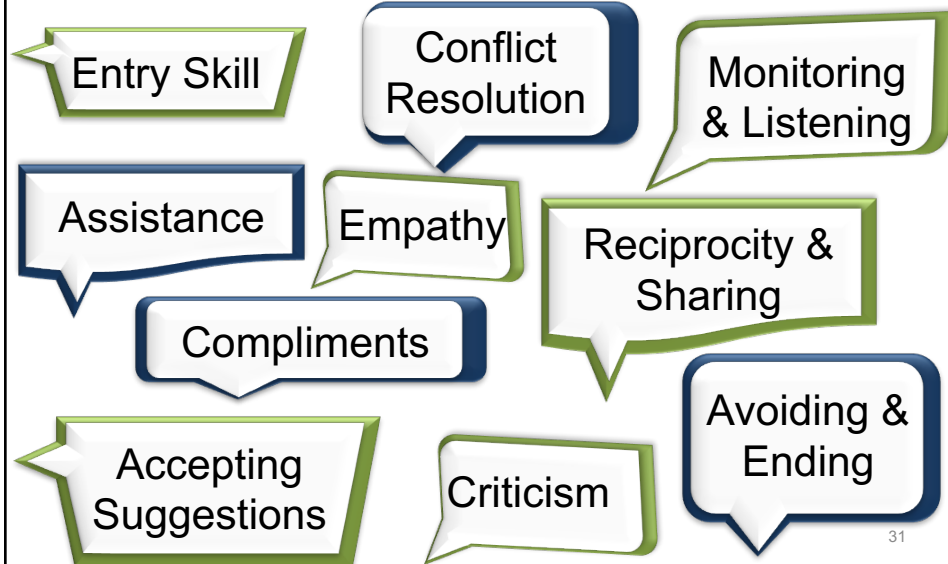 Entry Skill
Conflict
Resolution
Monitoring
& Listening
Assistance
Empathy
Reciprocity &
Sharing
Compliments
Avoiding &
Ending
Accepting
Suggestions
Criticism
31